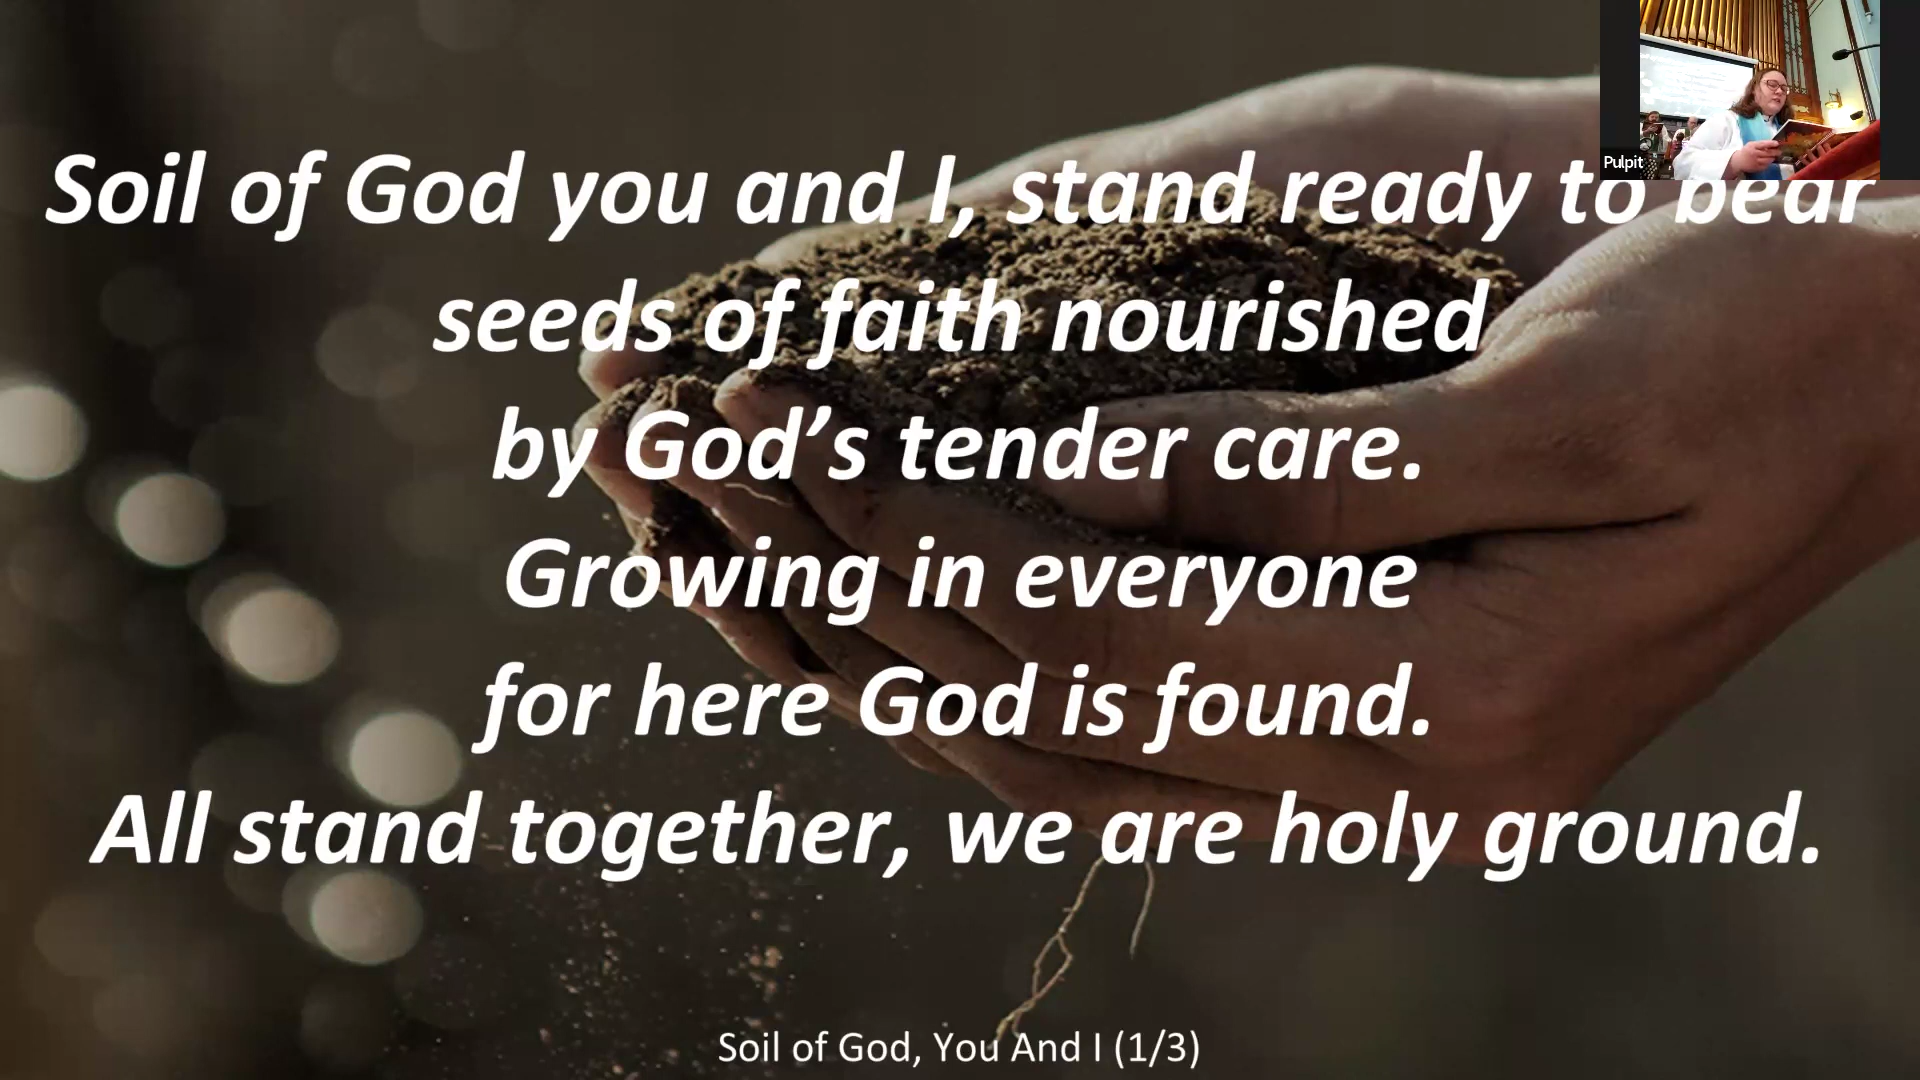 Soil of God you and I, stand ready to bear
seeds of faith nourished
by God's tender care.
Growing in everyone
for here God is found.
All stand together, we are holy ground.
Soil of God, You And I (1/3)
Pulpit